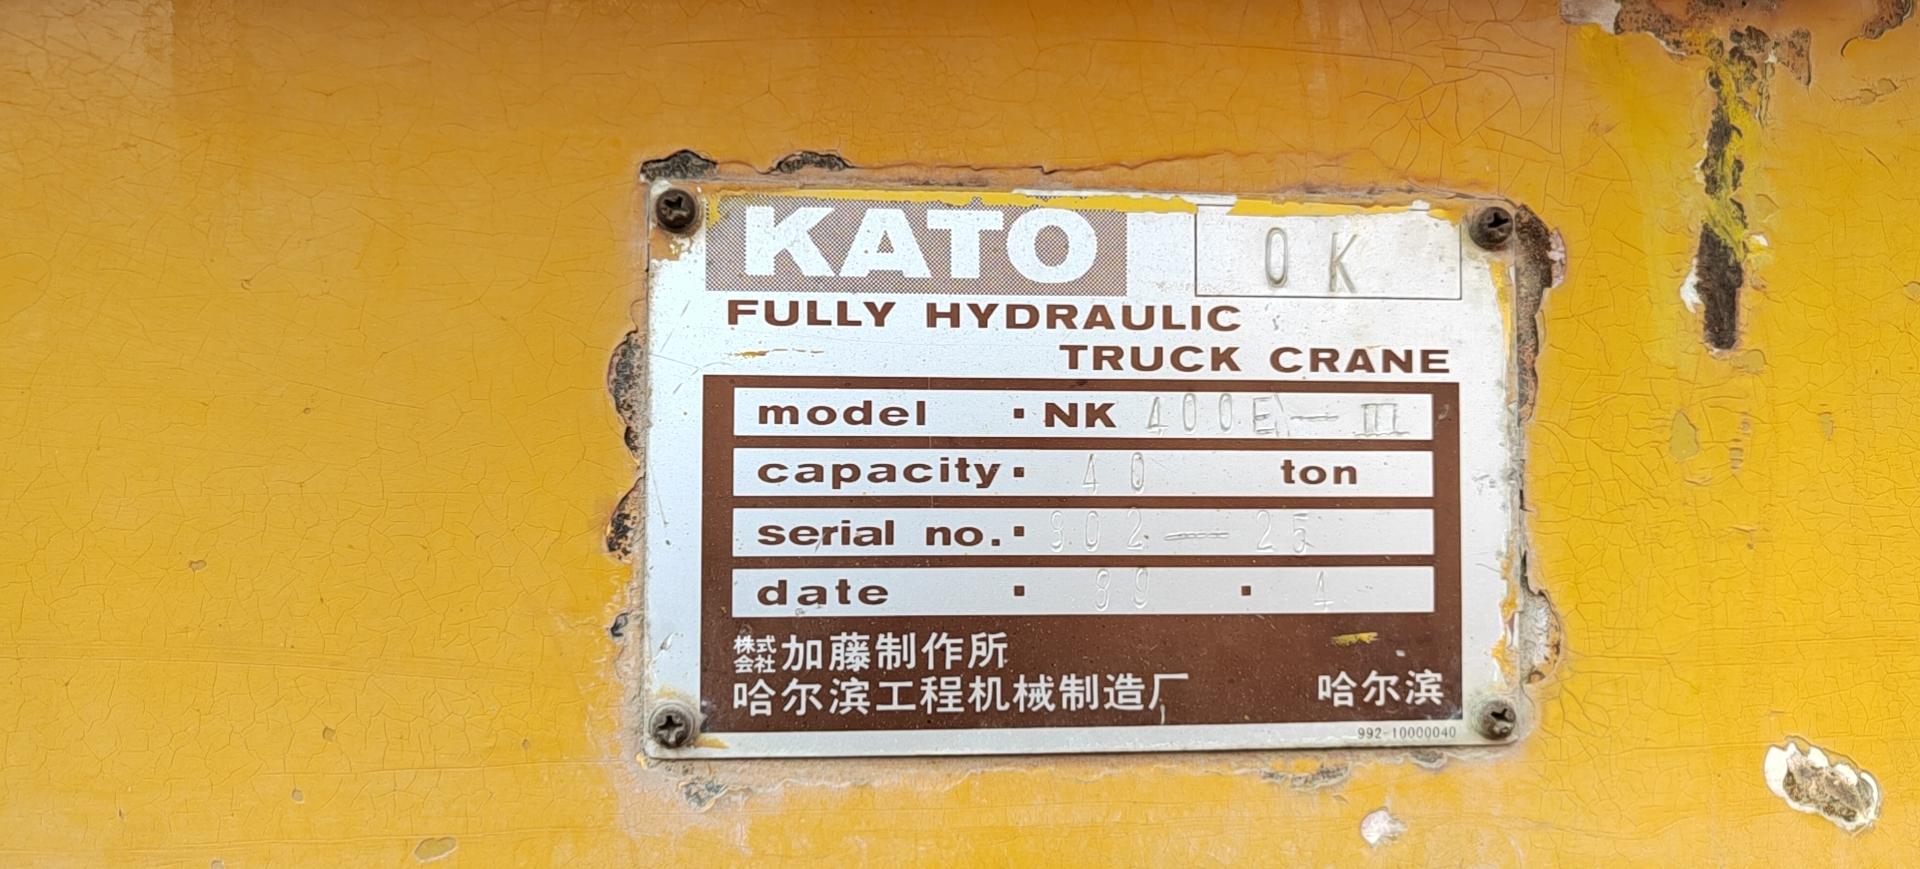 KATO OK
FULLY HYDRAULIC
TRUCK CRANE
model · NK 400E-III
capacity · 40 ton
serial no. · 302-25
date · 89 · 4
株式会社 加藤制作所
哈尔滨工程机械制造厂 哈尔滨
992-10000040